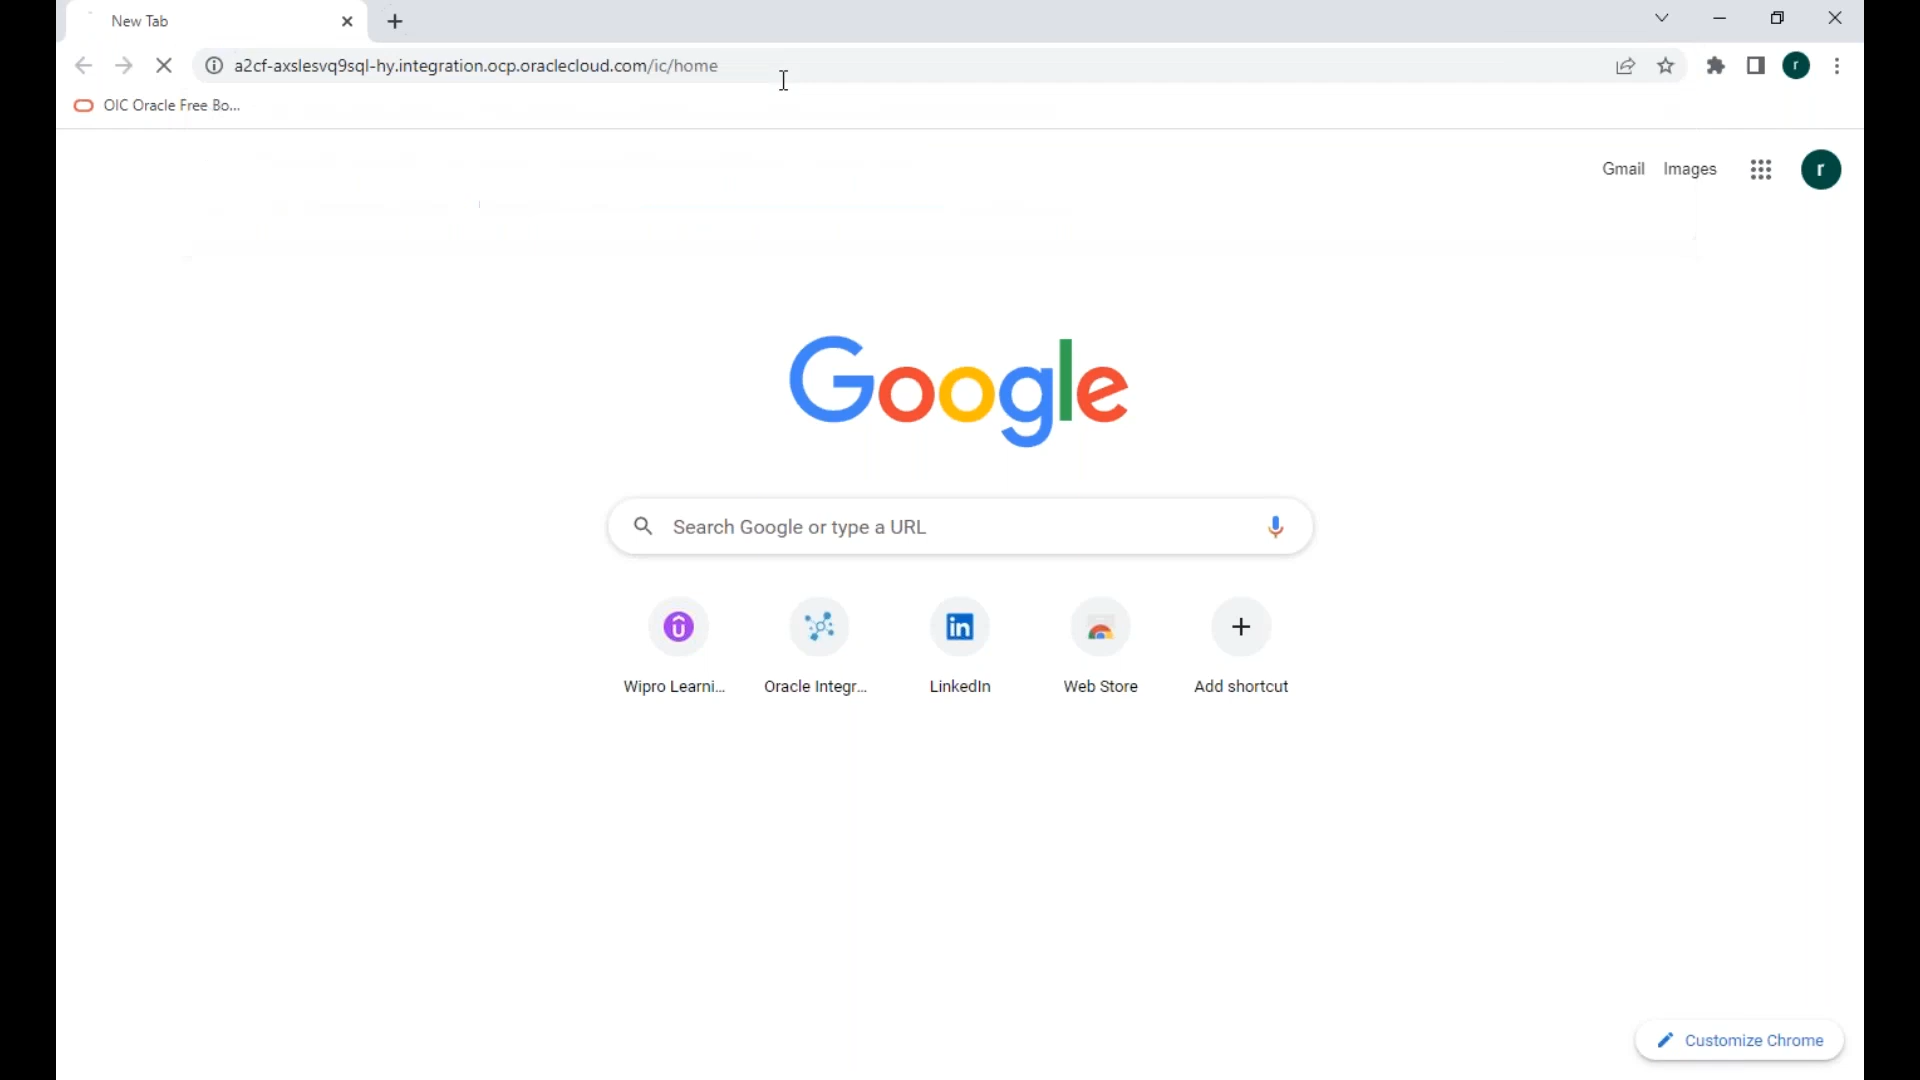 New Tab
a2cf-axslesvq9sql-hy.integration.ocp.oraclecloud.com/ic/home
r
OIC Oracle Free Bo...
Gmail Images
r
Google
Search Google or type a URL
Wipro Learni... Oracle Integr... LinkedIn Web Store Add shortcut
Customize Chrome